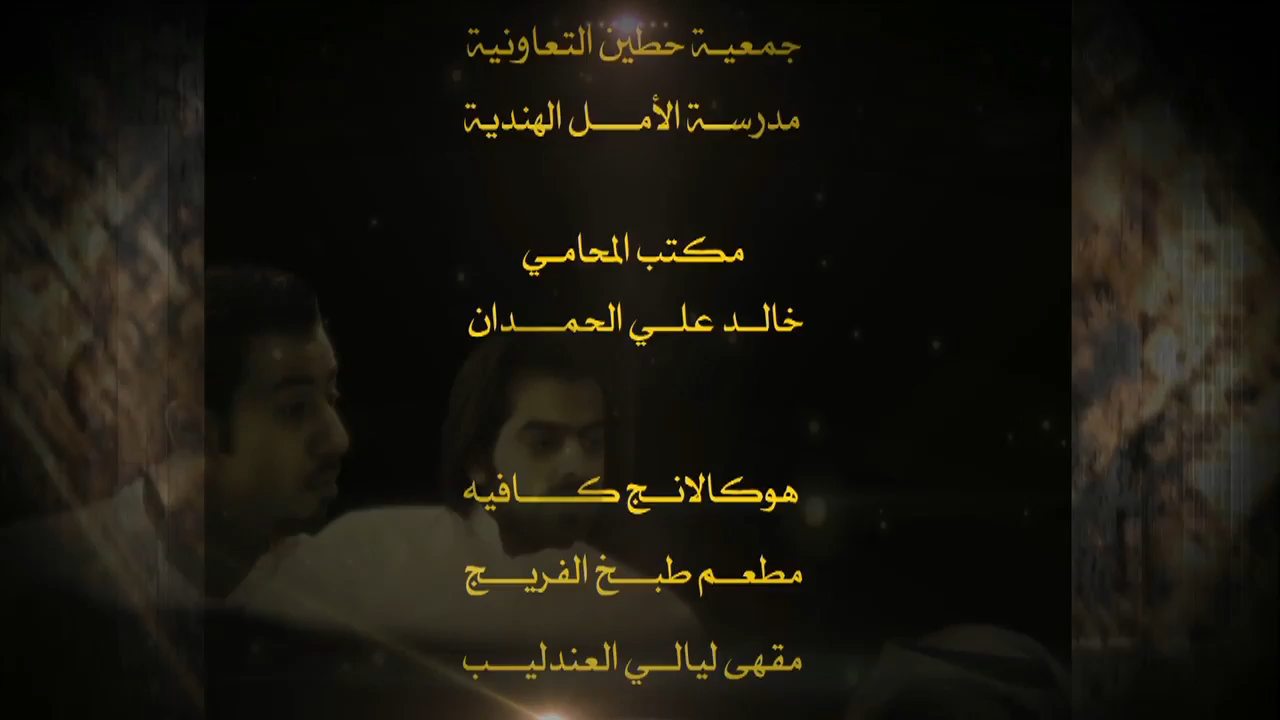 جمعية حطين التعاونية
مدرسة الأمل الهندية
مكتب المحامي
خالد علي الحمدان
هوكالانج كافيه
مطعم طبخ الفريج
مقهى ليالي العندليب